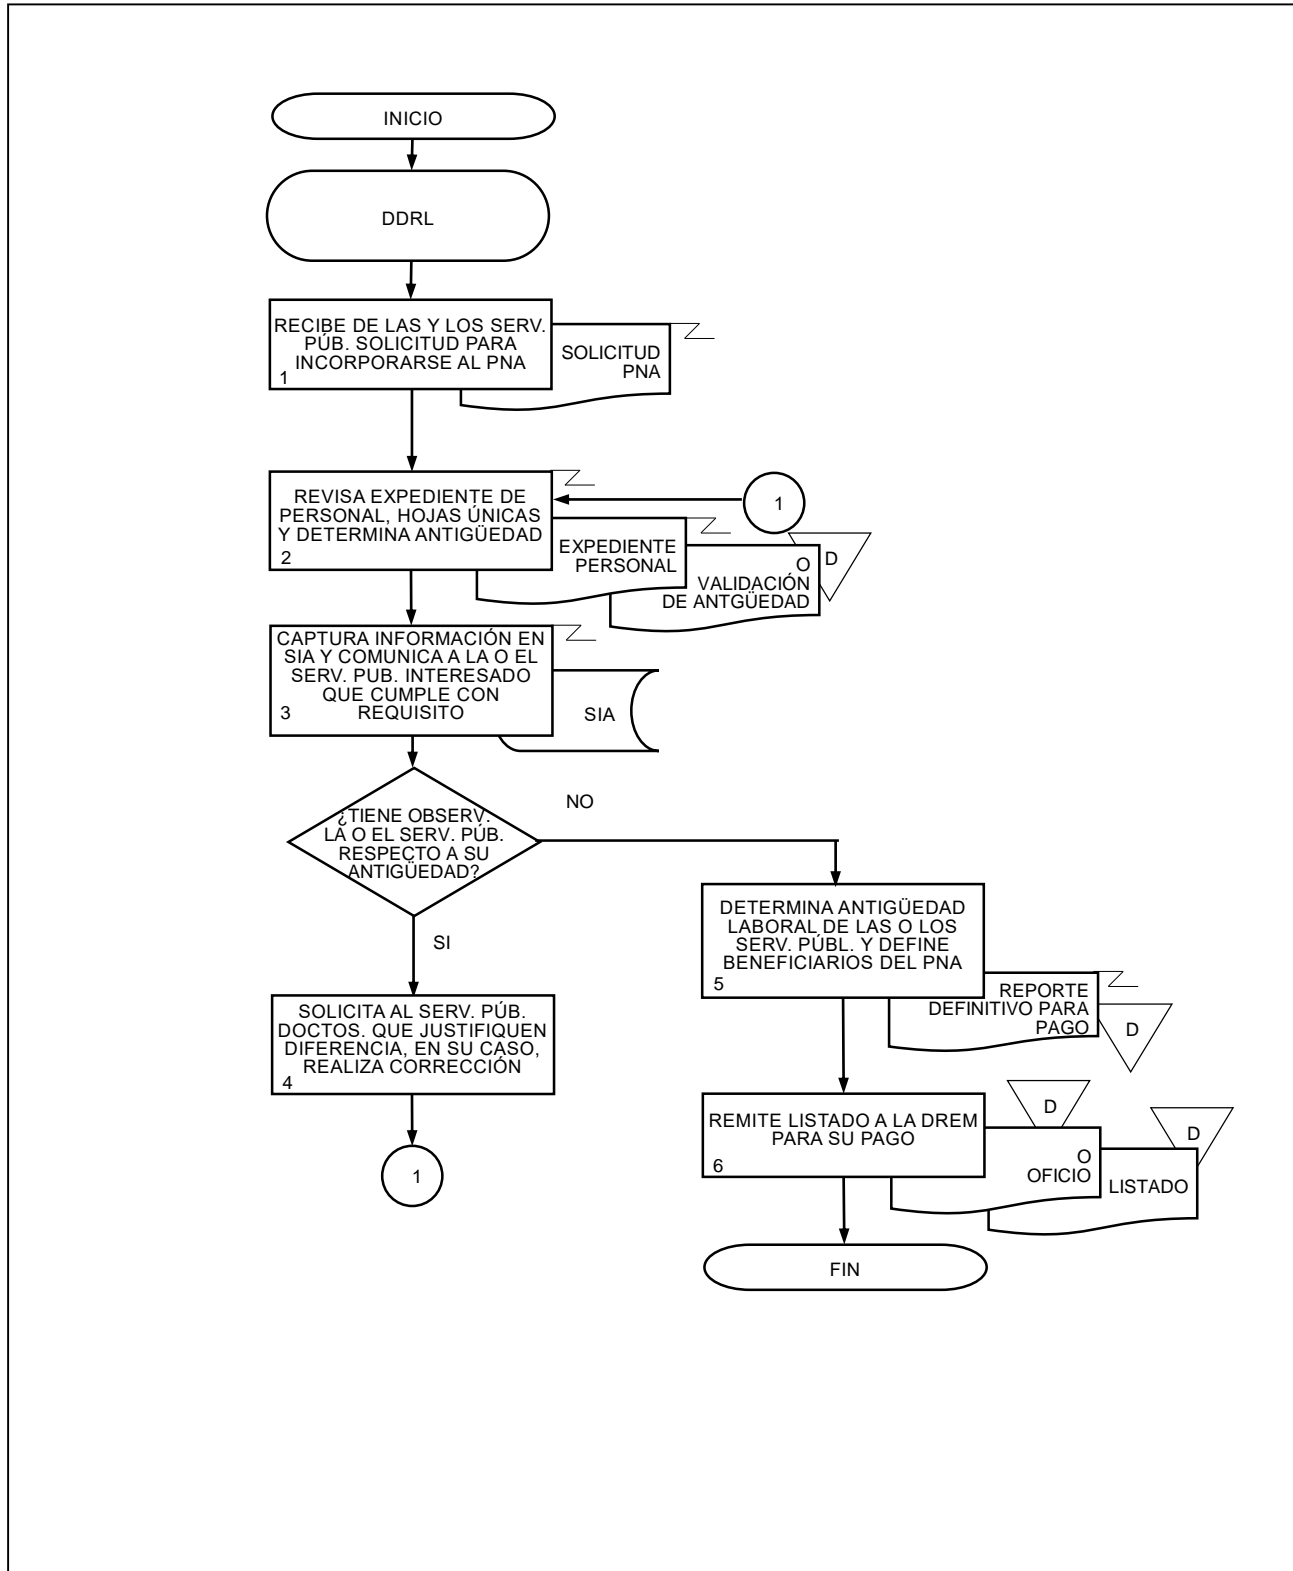 INICIO
DDRL
RECIBE DE LAS Y LOS SERV.
PÚB. SOLICITUD PARA
INCORPORARSE AL PNA
1
SOLICITUD
PNA
REVISA EXPEDIENTE DE
PERSONAL, HOJAS ÚNICAS
Y DETERMINA ANTIGÜEDAD
2
1
EXPEDIENTE
PERSONAL
O
VALIDACIÓN
DE ANTGÜEDAD
D
CAPTURA INFORMACIÓN EN
SIA Y COMUNICA A LA O EL
SERV. PUB. INTERESADO
QUE CUMPLE CON
REQUISITO
3
SIA
¿TIENE OBSERV.
LA O EL SERV. PÚB.
RESPECTO A SU
ANTIGÜEDAD?
NO
SI
DETERMINA ANTIGÜEDAD
LABORAL DE LAS O LOS
SERV. PÚBL. Y DEFINE
BENEFICIARIOS DEL PNA
5
REPORTE
DEFINITIVO PARA
PAGO
D
SOLICITA AL SERV. PÚB.
DOCTOS. QUE JUSTIFIQUEN
DIFERENCIA, EN SU CASO,
REALIZA CORRECCIÓN
4
1
REMITE LISTADO A LA DREM
PARA SU PAGO
6
D
O
OFICIO
D
LISTADO
FIN